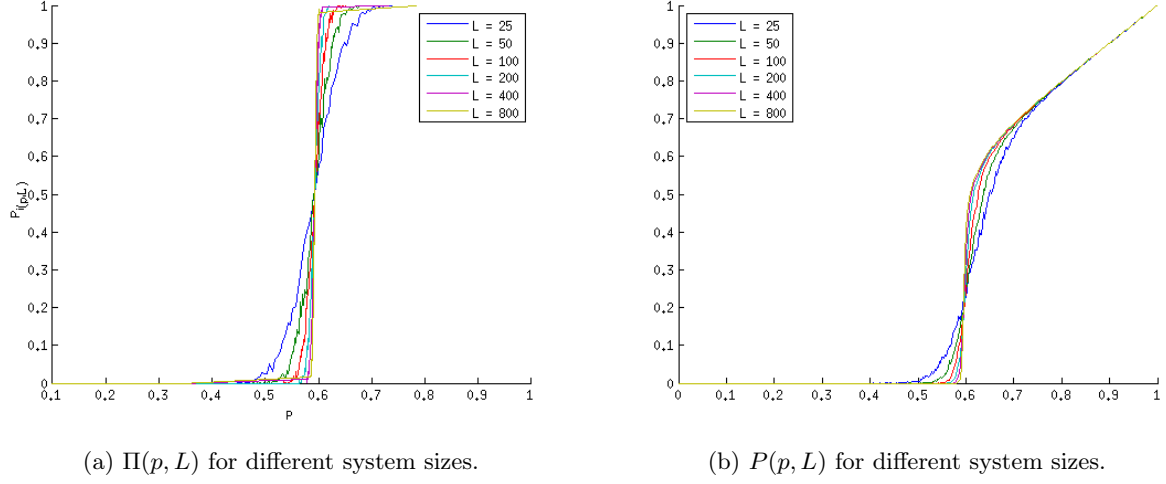 1
0.9
0.8
0.7
0.6
0.5
0.4
0.3
0.2
0.1
0
Pi(p,L)
0.1 0.2 0.3 0.4 0.5 0.6 0.7 0.8 0.9 1
P
L = 25
L = 50
L = 100
L = 200
L = 400
L = 800
(a) Π(p, L) for different system sizes.
1
0.9
0.8
0.7
0.6
0.5
0.4
0.3
0.2
0.1
0
0 0.1 0.2 0.3 0.4 0.5 0.6 0.7 0.8 0.9 1
L = 25
L = 50
L = 100
L = 200
L = 400
L = 800
(b) P(p, L) for different system sizes.